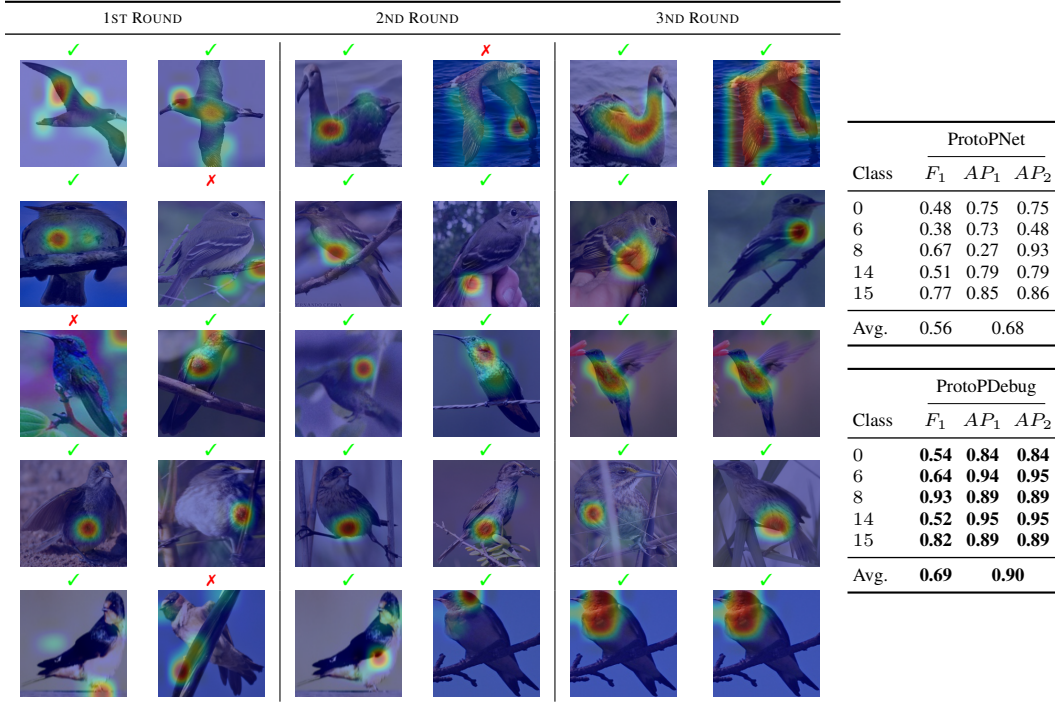 1ST ROUND 2ND ROUND 3ND ROUND
✓ ✓ ✓ ✗ ✓ ✓
✓ ✗ ✓ ✓ ✓ ✓
✗ ✓ ✓ ✓ ✓ ✓
✓ ✓ ✓ ✓ ✓ ✓
✓ ✗ ✓ ✓ ✓ ✓
ProtoPNet
Class F1 AP1 AP2
0 0.48 0.75 0.75
6 0.38 0.73 0.48
8 0.67 0.27 0.93
14 0.51 0.79 0.79
15 0.77 0.85 0.86
Avg. 0.56 0.68
ProtoPDebug
Class F1 AP1 AP2
0 0.54 0.84 0.84
6 0.64 0.94 0.95
8 0.93 0.89 0.89
14 0.52 0.95 0.95
15 0.82 0.89 0.89
Avg. 0.69 0.90